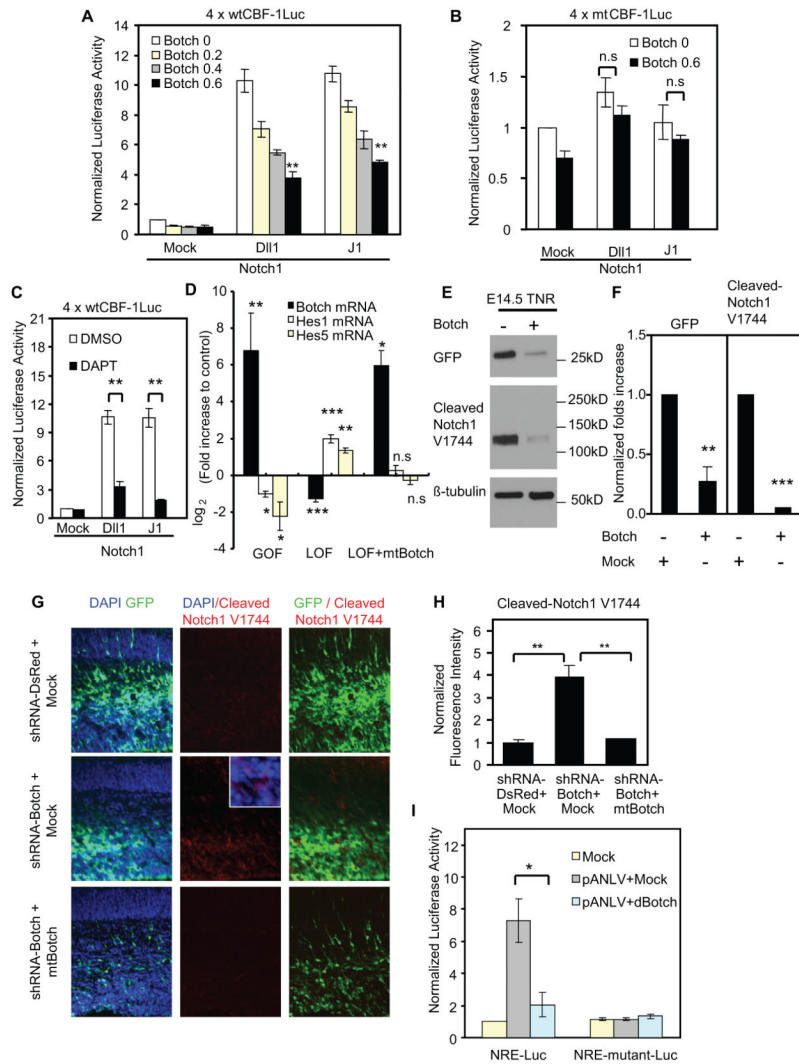 A
4 x wtCBF-1Luc
Normalized Luciferase Activity
14
12
10
8
6
4
2
0
Botch 0
Botch 0.2
Botch 0.4
Botch 0.6
**
**
Mock
Dll1
J1
Notch1
B
4 x mtCBF-1Luc
Normalized Luciferase Activity
2
1.5
1
0.5
0
n.s
Botch 0
Botch 0.6
n.s
Mock
Dll1
J1
Notch1
C
4 x wtCBF-1Luc
Normalized Luciferase Activity
21
18
15
12
9
6
3
0
DMSO
DAPT
**
**
Mock
Dll1
J1
Notch1
D
log2 (Fold increase to control)
10
8
6
4
2
0
-2
-4
Botch mRNA
Hes1 mRNA
Hes5 mRNA
**
*
*
***
**
***
*
n.s
n.s
GOF
LOF
LOF+mtBotch
E
E14.5 TNR
Botch
-
+
GFP
25kD
Cleaved
Notch1
V1744
250kD
150kD
100kD
ß-tubulin
50kD
F
Cleaved-
Notch1
V1744
GFP
Normalized folds increase
1.5
1.0
0.5
0.0
**
***
Botch - + - +
Mock + - + -
G
DAPI GFP
DAPI/Cleaved
Notch1 V1744
GFP / Cleaved
Notch1 V1744
shRNA-DsRed +
Mock
shRNA-Botch +
Mock
shRNA-Botch +
mtBotch
H
Cleaved-Notch1 V1744
Normalized
Fluorescence Intensity
6
5
4
3
2
1
0
**
**
shRNA-
DsRed+
Mock
shRNA-
Botch+
Mock
shRNA-
Botch+
mtBotch
I
Normalized Luciferase Activity
12
10
8
6
4
2
0
Mock
pANLV+Mock
pANLV+dBotch
*
NRE-Luc
NRE-mutant-Luc